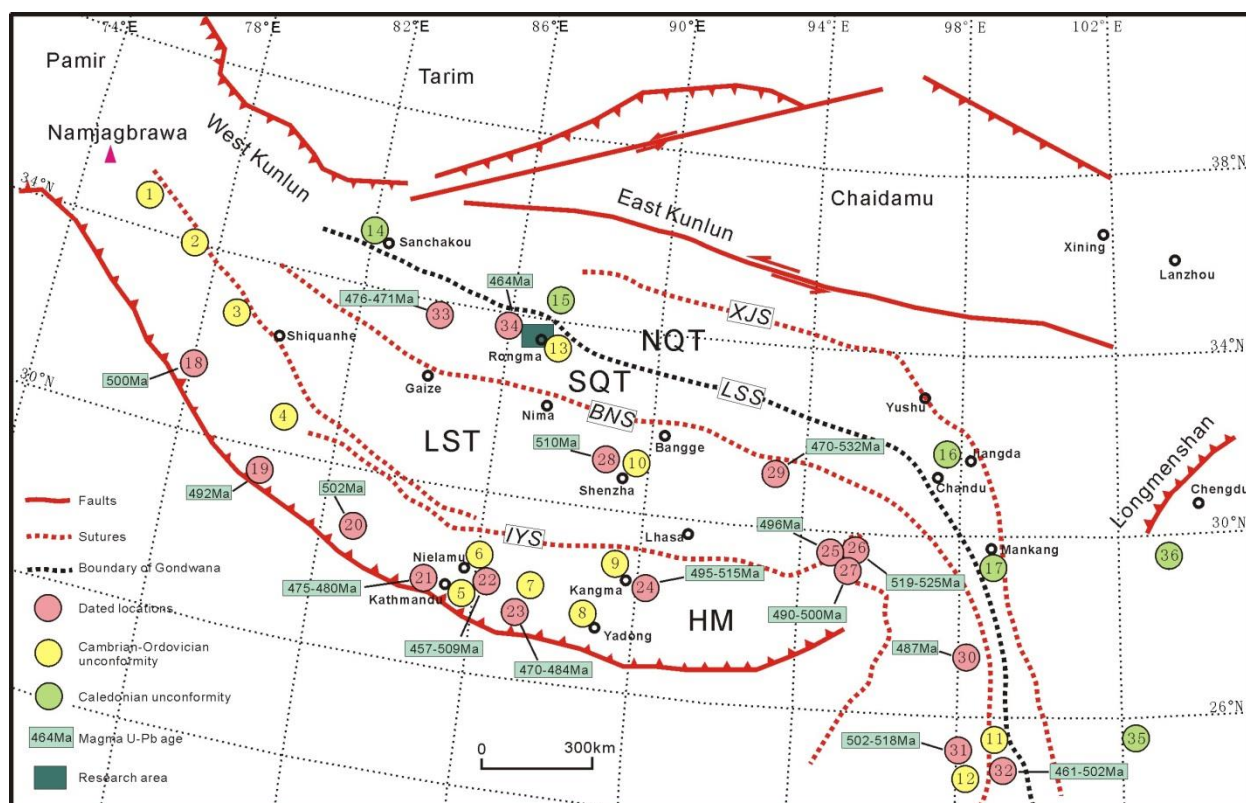 74°E
78°E
82°E
86°E
90°E
94°E
98°E
102°E
Pamir
Tarim
Namjagbrawa
West Kunlun
38°N
34°N
1
Chaidamu
East Kunlun
2
14
Sanchakou
Xining
Lanzhou
464Ma
476-471Ma
15
3
33
34
XJS
Shiquanhe
Rongma
13
NQT
34°N
18
500Ma
SQT
LSS
30°N
Gaize
Nima
BNS
Yushu
4
LST
Bangge
470-532Ma
Longmenshan
510Ma
28
10
16
19
29
Chandu
Shenzha
Chengdu
492Ma
502Ma
Faults
20
496Ma
30°N
Sutures
IYS
Lhasa
25
26
Mankang
36
Boundary of Gondwana
Nielamu
6
9
27
17
475-480Ma
21
22
7
Kangma
24
495-515Ma
519-525Ma
Kathmandu
5
Dated locations
23
8
490-500Ma
HM
Yadong
457-509Ma
487Ma
30
Cambrian-Ordovician
unconformity
470-484Ma
Caledonian unconformity
26°N
464Ma
Magma U-Pb age
0
300km
502-518Ma
31
11
35
Research area
12
32
461-502Ma